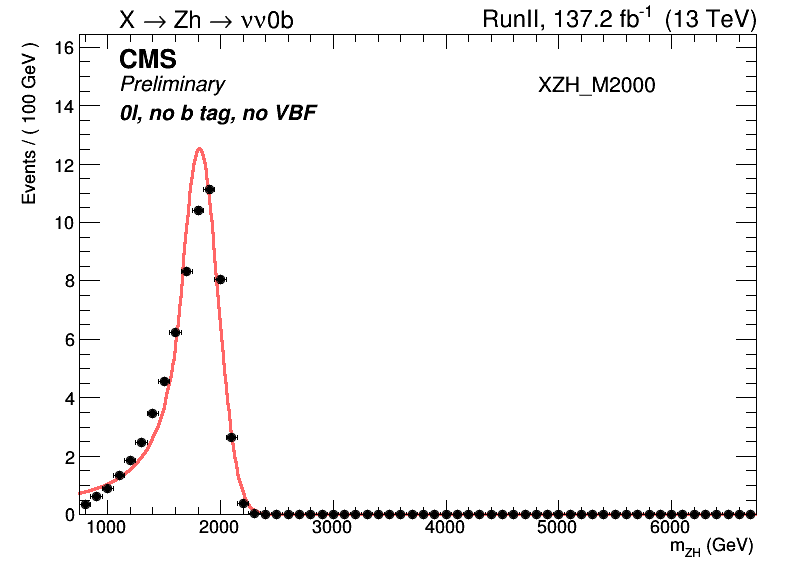 X → Zh → νν0b
RunII, 137.2 fb⁻¹ (13 TeV)
CMS
Preliminary
0l, no b tag, no VBF
XZH_M2000
Events / ( 100 GeV )
16
14
12
10
8
6
4
2
0
1000 2000 3000 4000 5000 6000
m_ZH (GeV)